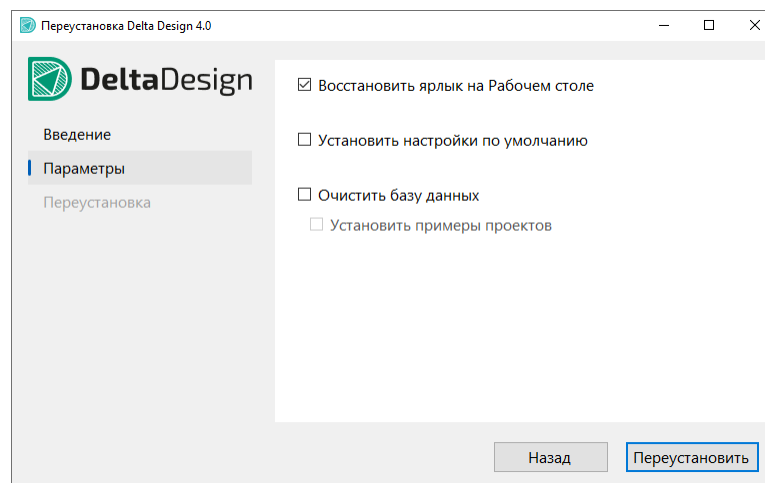 Переустановка Delta Design 4.0
DeltaDesign
Введение
Параметры
Переустановка
Восстановить ярлык на Рабочем столе
Установить настройки по умолчанию
Очистить базу данных
Установить примеры проектов
Назад
Переустановить